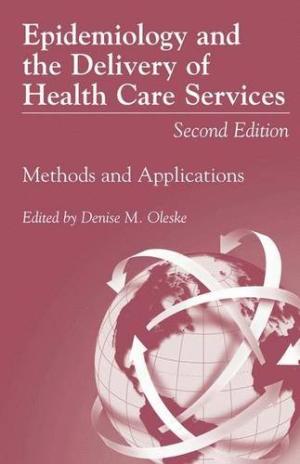 Epidemiology and
the Delivery of
Health Care Services
Second Edition
Methods and Applications
Edited by Denise M. Oleske